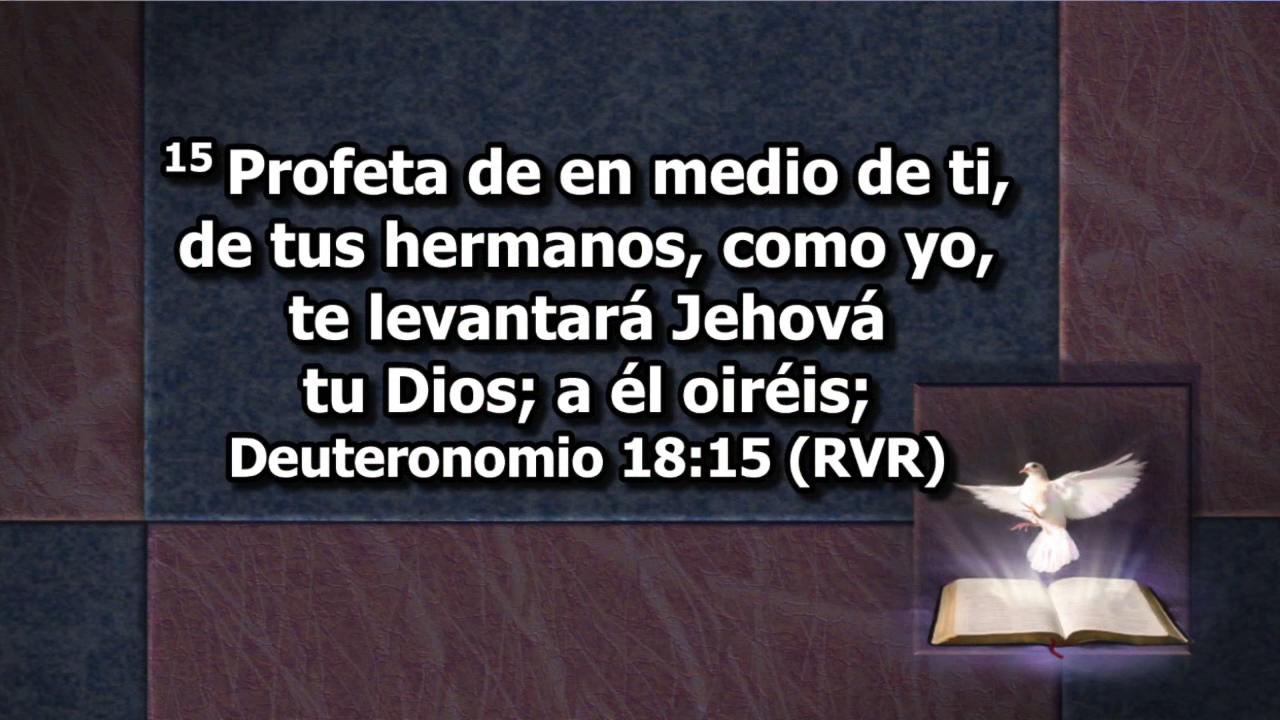 15 Profeta de en medio de ti,
de tus hermanos, como yo,
te levantará Jehová
tu Dios; a él oiréis;
Deuteronomio 18:15 (RVR)